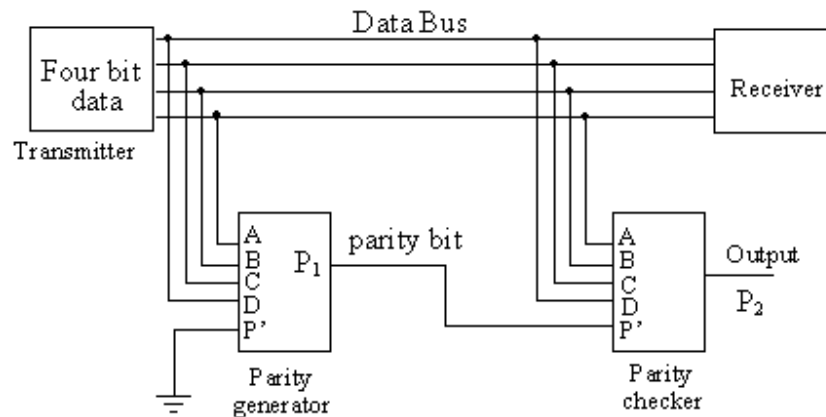 Data Bus
Four bit
data
Transmitter
Receiver
A
B
C
D
P'
P₁
parity bit
Parity
generator
A
B
C
D
P'
Output
P₂
Parity
checker